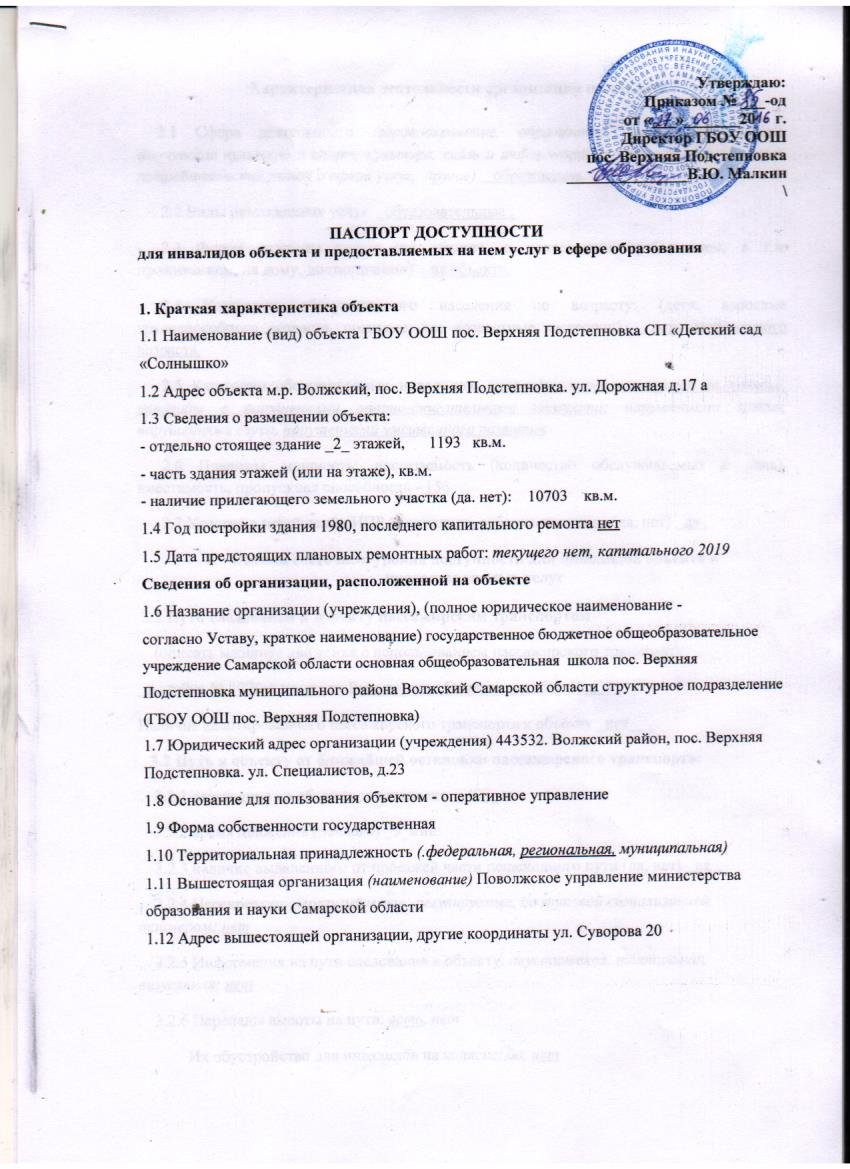 Утверждаю:
Приказом № -од
от « » 06 2016 г.
Директор ГБОУ ООШ
пос. Верхняя Подстепновка
В.Ю. Малкин
\
ПАСПОРТ ДОСТУПНОСТИ
для инвалидов объекта и предоставляемых на нем услуг в сфере образования
1. Краткая характеристика объекта
1.1 Наименование (вид) объекта ГБОУ ООШ пос. Верхняя Подстепновка СП «Детский сад
«Солнышко»
1.2 Адрес объекта м.р. Волжский, пос. Верхняя Подстепновка. ул. Дорожная д.17 а
1.3 Сведения о размещении объекта:
- отдельно стоящее здание _2_ этажей, 1193 кв.м.
- часть здания этажей (или на этаже), кв.м.
- наличие прилегающего земельного участка (да. нет): 10703 кв.м.
1.4 Год постройки здания 1980, последнего капитального ремонта нет
1.5 Дата предстоящих плановых ремонтных работ: текущего нет, капитального 2019
Сведения об организации, расположенной на объекте
1.6 Название организации (учреждения), (полное юридическое наименование -
согласно Уставу, краткое наименование) государственное бюджетное общеобразовательное
учреждение Самарской области основная общеобразовательная школа пос. Верхняя
Подстепновка муниципального района Волжский Самарской области структурное подразделение
(ГБОУ ООШ пос. Верхняя Подстепновка)
1.7 Юридический адрес организации (учреждения) 443532. Волжский район, пос. Верхняя
Подстепновка. ул. Специалистов, д.23
1.8 Основание для пользования объектом - оперативное управление
1.9 Форма собственности государственная
1.10 Территориальная принадлежность (.федеральная, региональная, муниципальная)
1.11 Вышестоящая организация (наименование) Поволжское управление министерства
образования и науки Самарской области
1.12 Адрес вышестоящей организации, другие координаты ул. Суворова 20